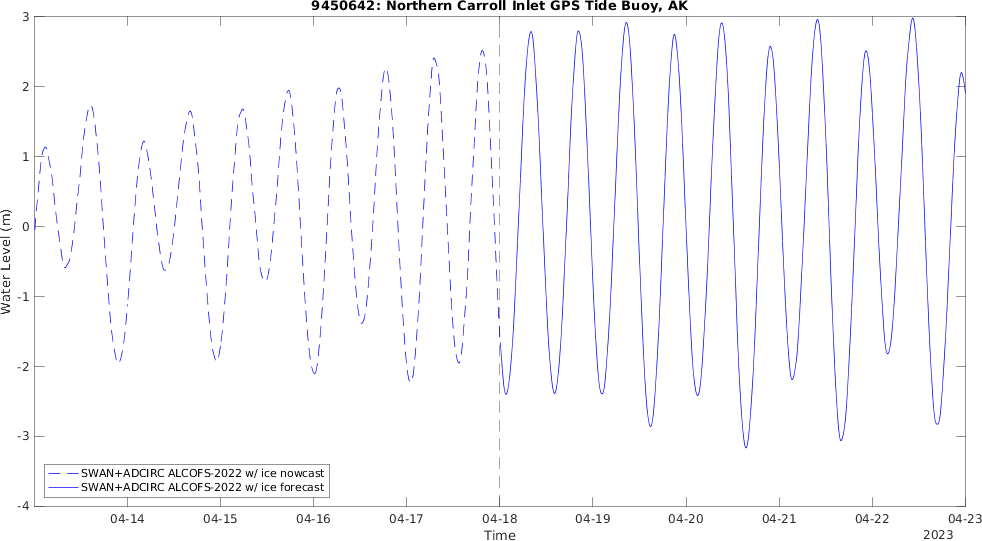 9450642: Northern Carroll Inlet GPS Tide Buoy, AK
3
2
1
0
-1
-2
-3
-4
Water Level (m)
SWAN+ADCIRC ALCOFS-2022 w/ ice nowcast
SWAN+ADCIRC ALCOFS-2022 w/ ice forecast
04-14 04-15 04-16 04-17 04-18 04-19 04-20 04-21 04-22 04-23
Time
2023